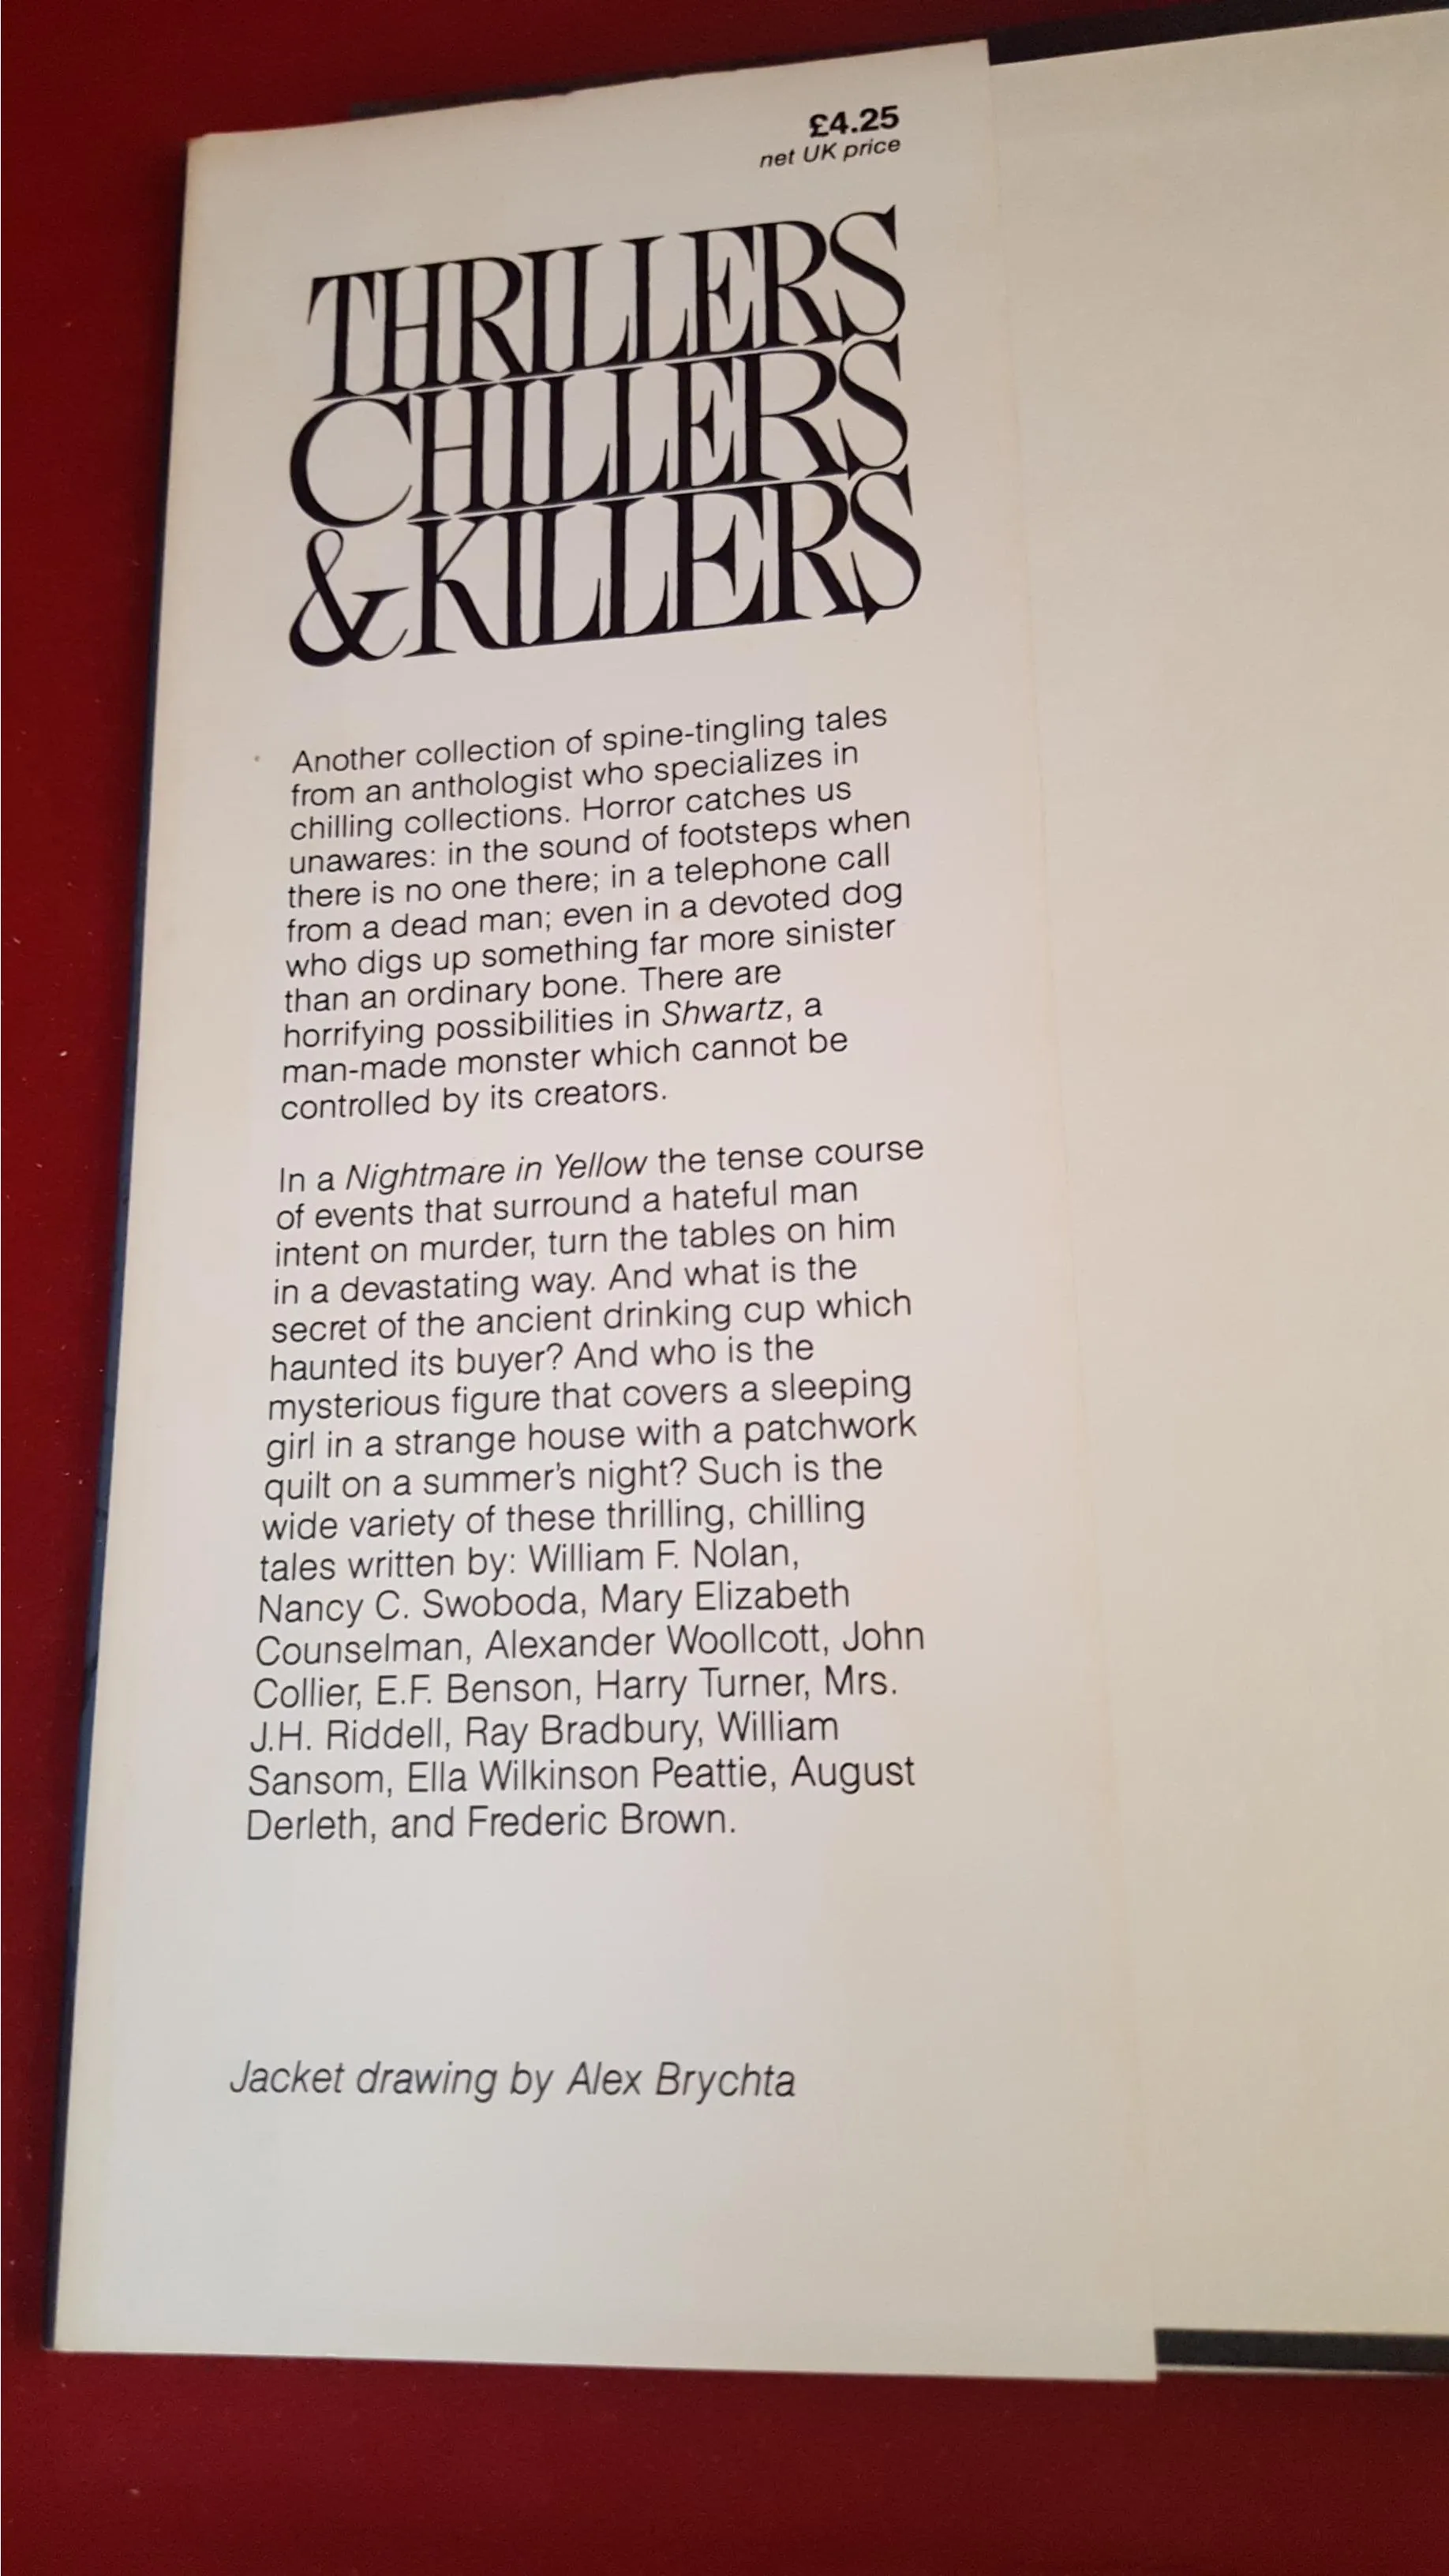 £4.25
net UK price
THRILLERS
CHILLERS
&KILLERS
Another collection of spine-tingling tales
from an anthologist who specializes in
chilling collections. Horror catches us
unawares: in the sound of footsteps when
there is no one there; in a telephone call
from a dead man; even in a devoted dog
who digs up something far more sinister
than an ordinary bone. There are
horrifying possibilities in Shwartz, a
man-made monster which cannot be
controlled by its creators.
In a Nightmare in Yellow the tense course
of events that surround a hateful man
intent on murder, turn the tables on him
in a devastating way. And what is the
secret of the ancient drinking cup which
haunted its buyer? And who is the
mysterious figure that covers a sleeping
girl in a strange house with a patchwork
quilt on a summer's night? Such is the
wide variety of these thrilling, chilling
tales written by: William F. Nolan,
Nancy C. Swoboda, Mary Elizabeth
Counselman, Alexander Woollcott, John
Collier, E.F. Benson, Harry Turner, Mrs.
J.H. Riddell, Ray Bradbury, William
Sansom, Ella Wilkinson Peattie, August
Derleth, and Frederic Brown.
Jacket drawing by Alex Brychta